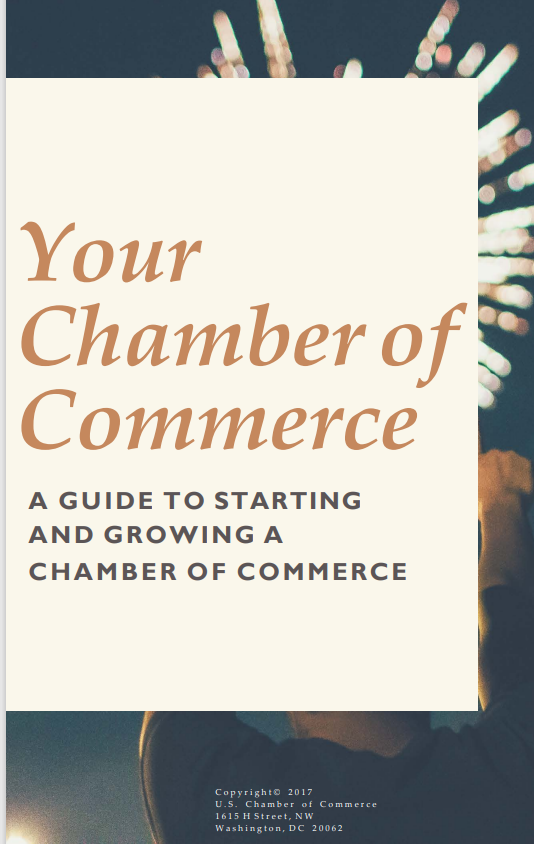 Your
Chamber of
Commerce
A GUIDE TO STARTING
AND GROWING A
CHAMBER OF COMMERCE
Copyright© 2017
U.S. Chamber of Commerce
1615 H Street, NW
Washington, DC 20062